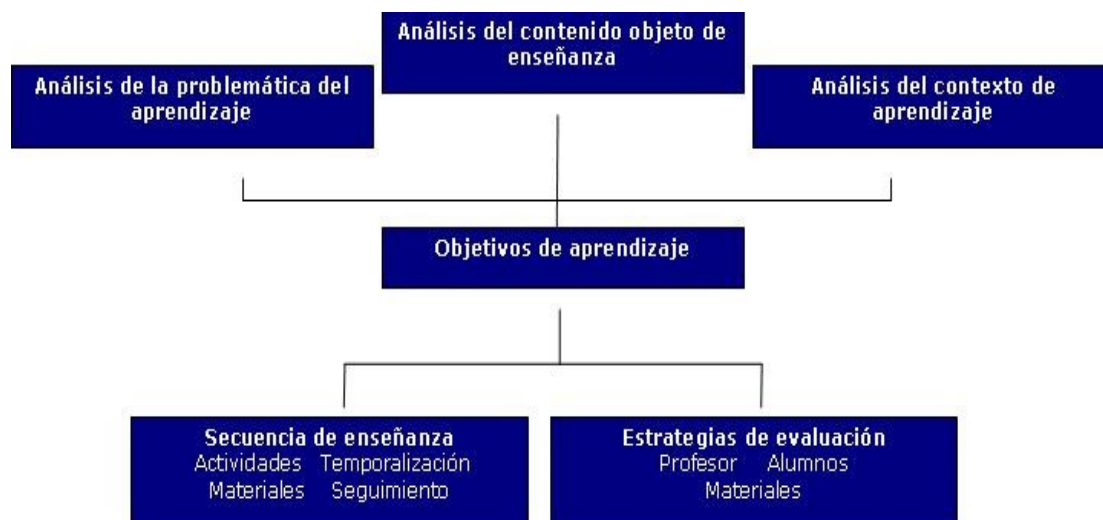 Análisis del contenido objeto de
enseñanza
Análisis de la problemática del
aprendizaje
Análisis del contexto de
aprendizaje
Objetivos de aprendizaje
Secuencia de enseñanza
Actividades Temporalización
Materiales Seguimiento
Estrategias de evaluación
Profesor Alumnos
Materiales